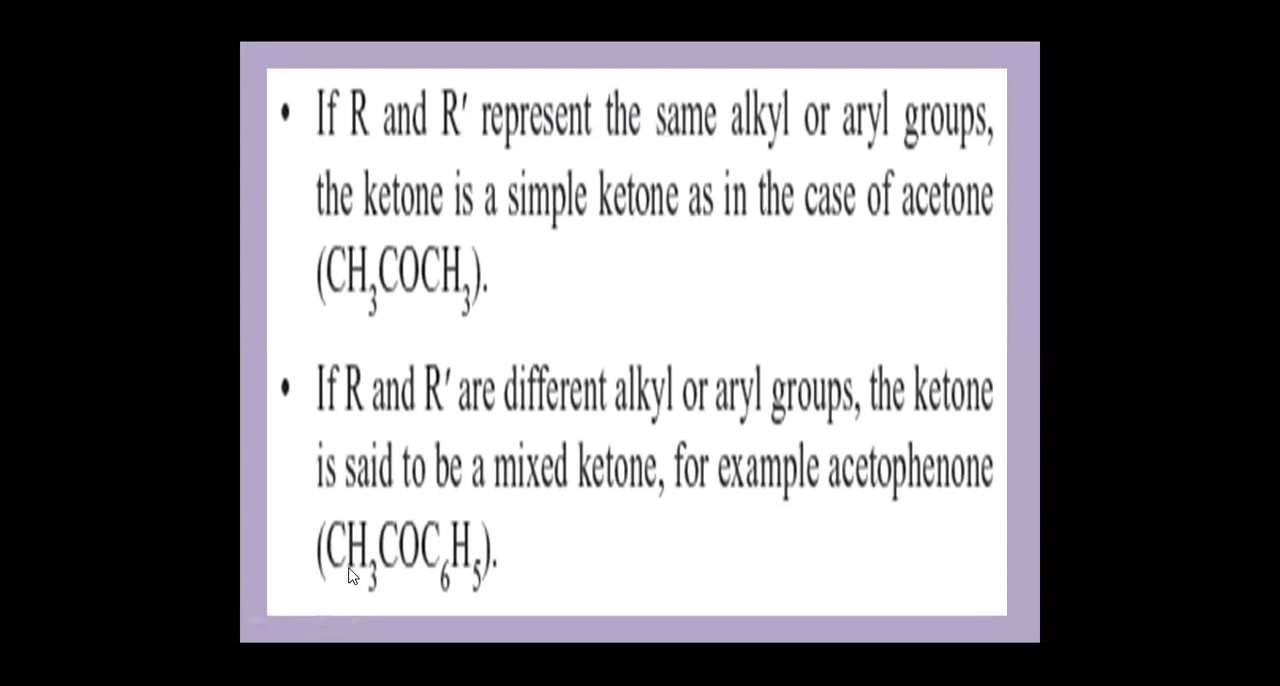 • If R and R′ represent the same alkyl or aryl groups,
the ketone is a simple ketone as in the case of acetone
(CH₃COCH₃).
• If R and R′ are different alkyl or aryl groups, the ketone
is said to be a mixed ketone, for example acetophenone
(CH₃COC₆H₅).